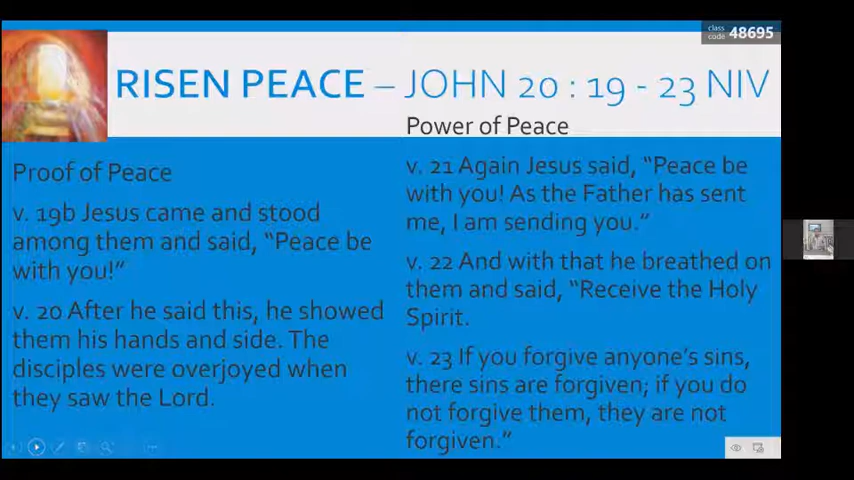 class
code 48695
RISEN PEACE – JOHN 20 : 19 - 23 NIV
Proof of Peace
v. 19b Jesus came and stood
among them and said, “Peace be
with you!”
v. 20 After he said this, he showed
them his hands and side. The
disciples were overjoyed when
they saw the Lord.
Power of Peace
v. 21 Again Jesus said, “Peace be
with you! As the Father has sent
me, I am sending you.”
v. 22 And with that he breathed on
them and said, “Receive the Holy
Spirit.
v. 23 If you forgive anyone’s sins,
there sins are forgiven; if you do
not forgive them, they are not
forgiven.”